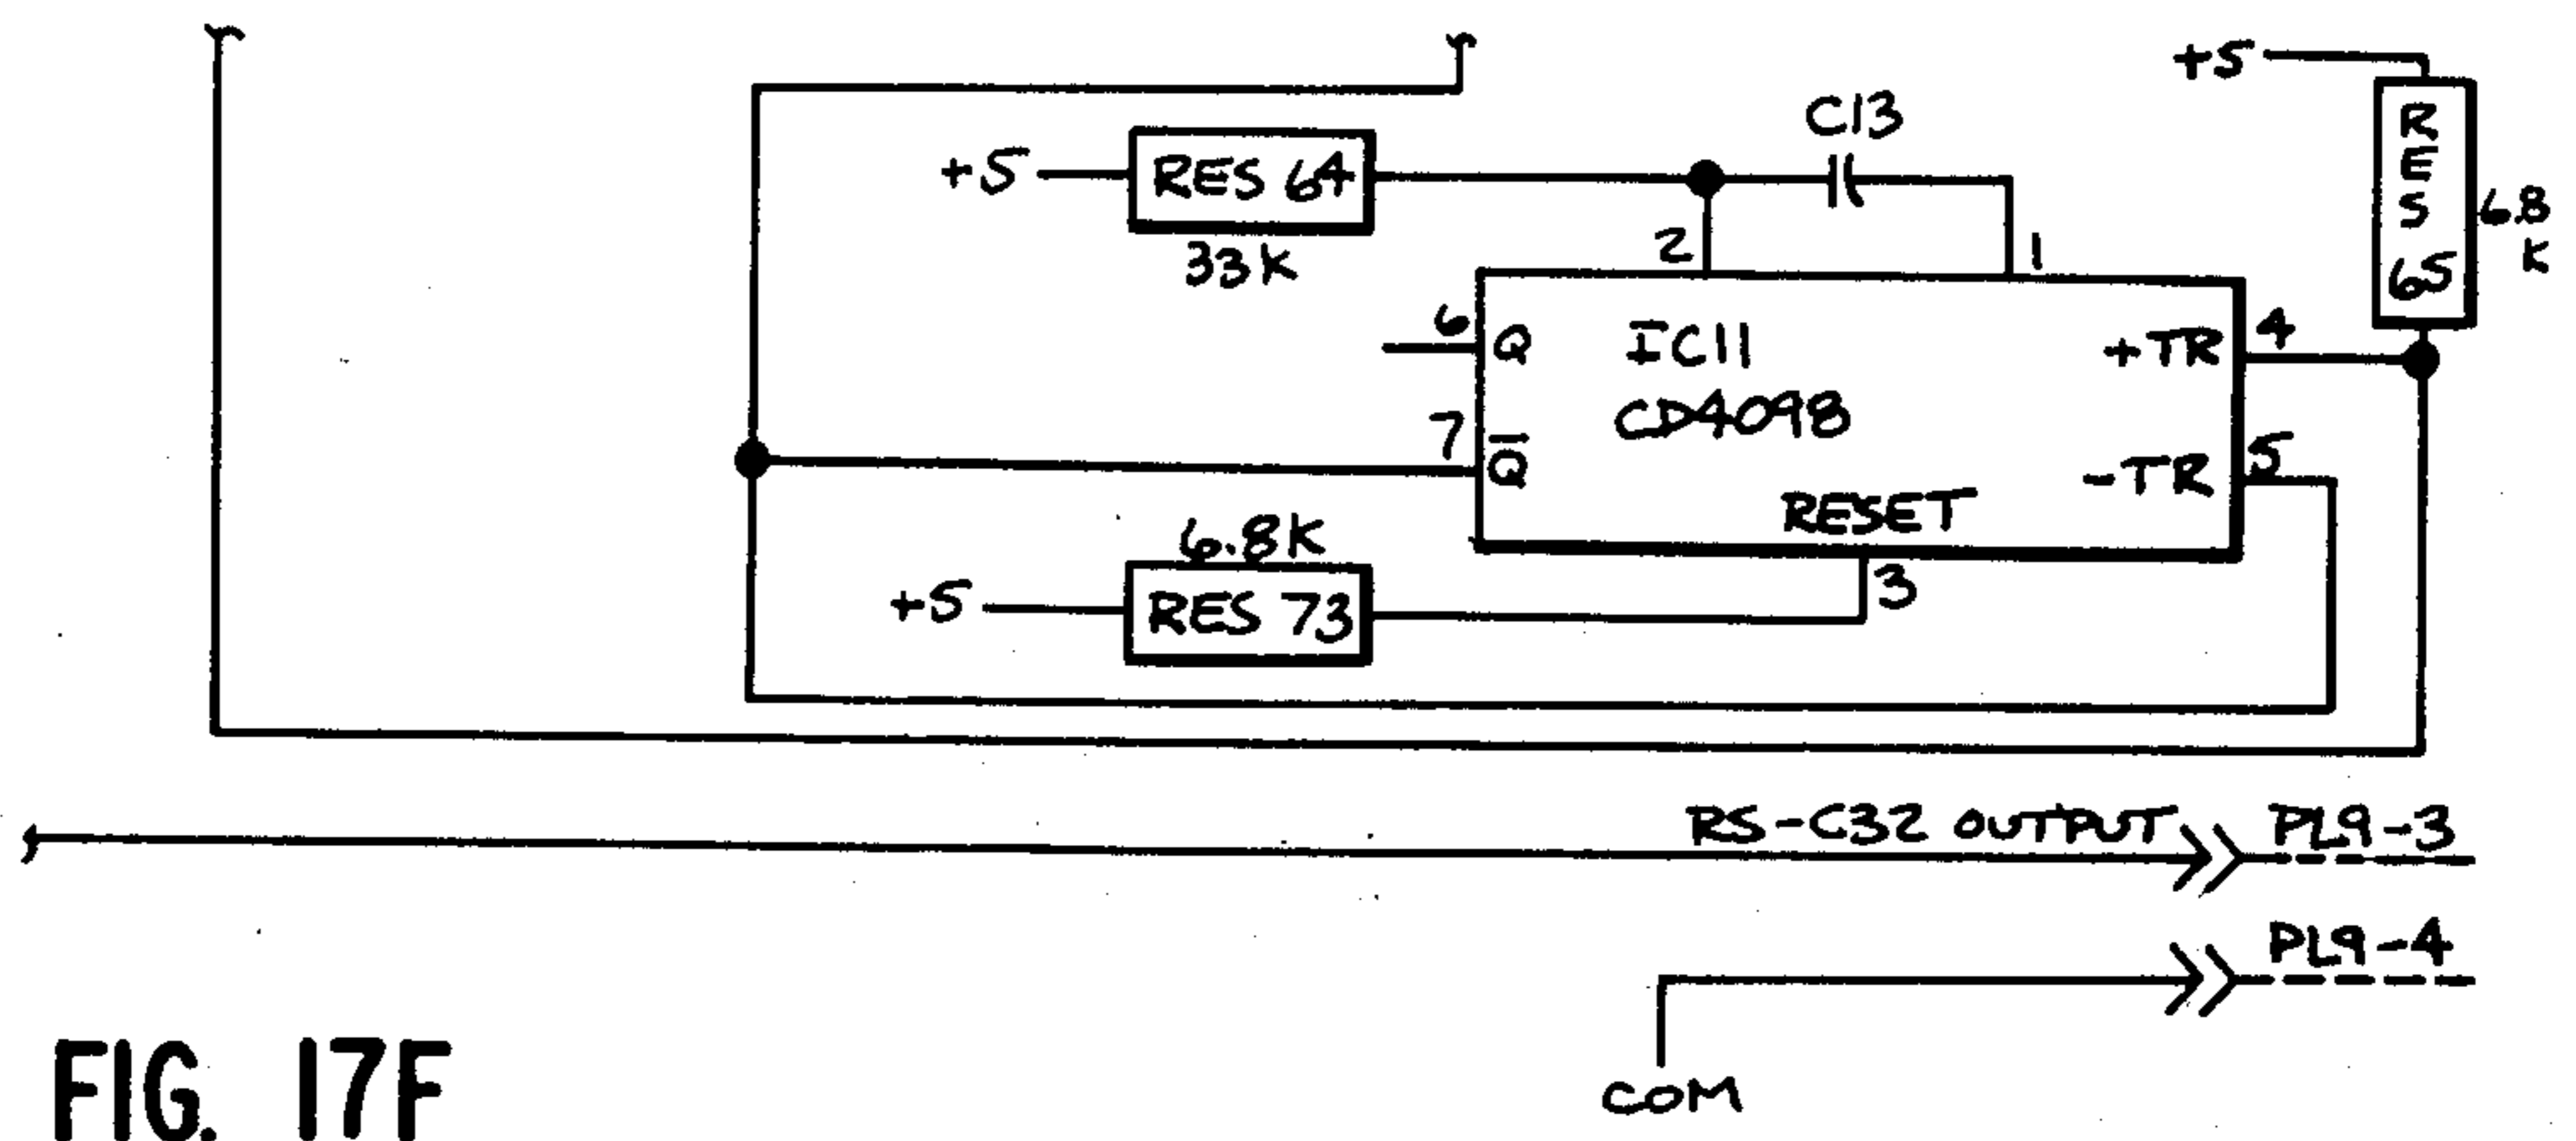 +5
C13
RES 65
6.8 K
+5
RES 64
33K
2
1
6
Q
IC11
+TR
4
CD4098
7
Q̅
-TR
5
RESET
6.8K
3
+5
RES 73
RS-C32 OUTPUT
PL9-3
PL9-4
COM
FIG. 17F